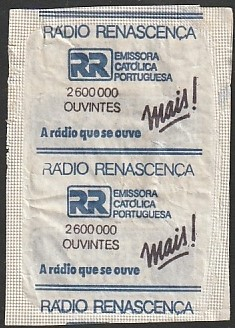 RÁDIO RENASCENÇA
RR EMISSORA
CATÓLICA
PORTUGUESA
2 600 000
OUVINTES
Mais!
A rádio que se ouve
RÁDIO RENASCENÇA
RR EMISSORA
CATÓLICA
PORTUGUESA
2 600 000
OUVINTES
Mais!
A rádio que se ouve
RÁDIO RENASCENÇA